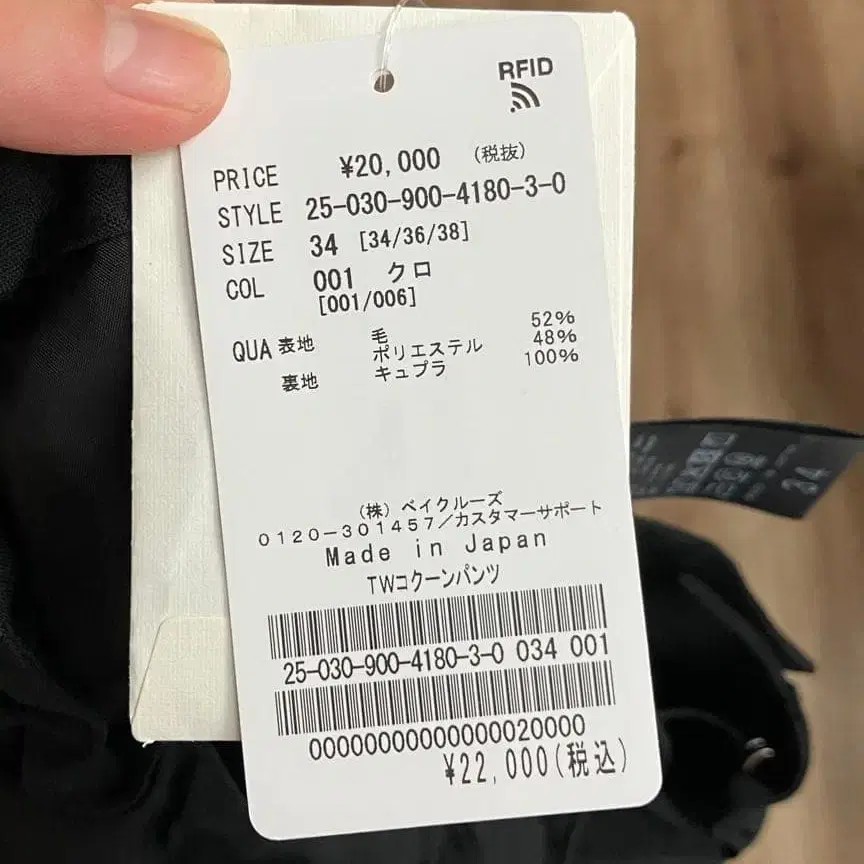 RFID
PRICE ¥20,000 (税抜)
STYLE 25-030-900-4180-3-0
SIZE 34 [34/36/38]
COL 001 クロ
[001/006]
QUA 表地 毛 52%
ポリエステル 48%
裏地 キュプラ 100%
(株) ベイクルーズ
0120-301457/カスタマーサポート
Made in Japan
TWコクーンパンツ
25-030-900-4180-3-0 034 001
00000000000000020000
¥22,000(税込)
34